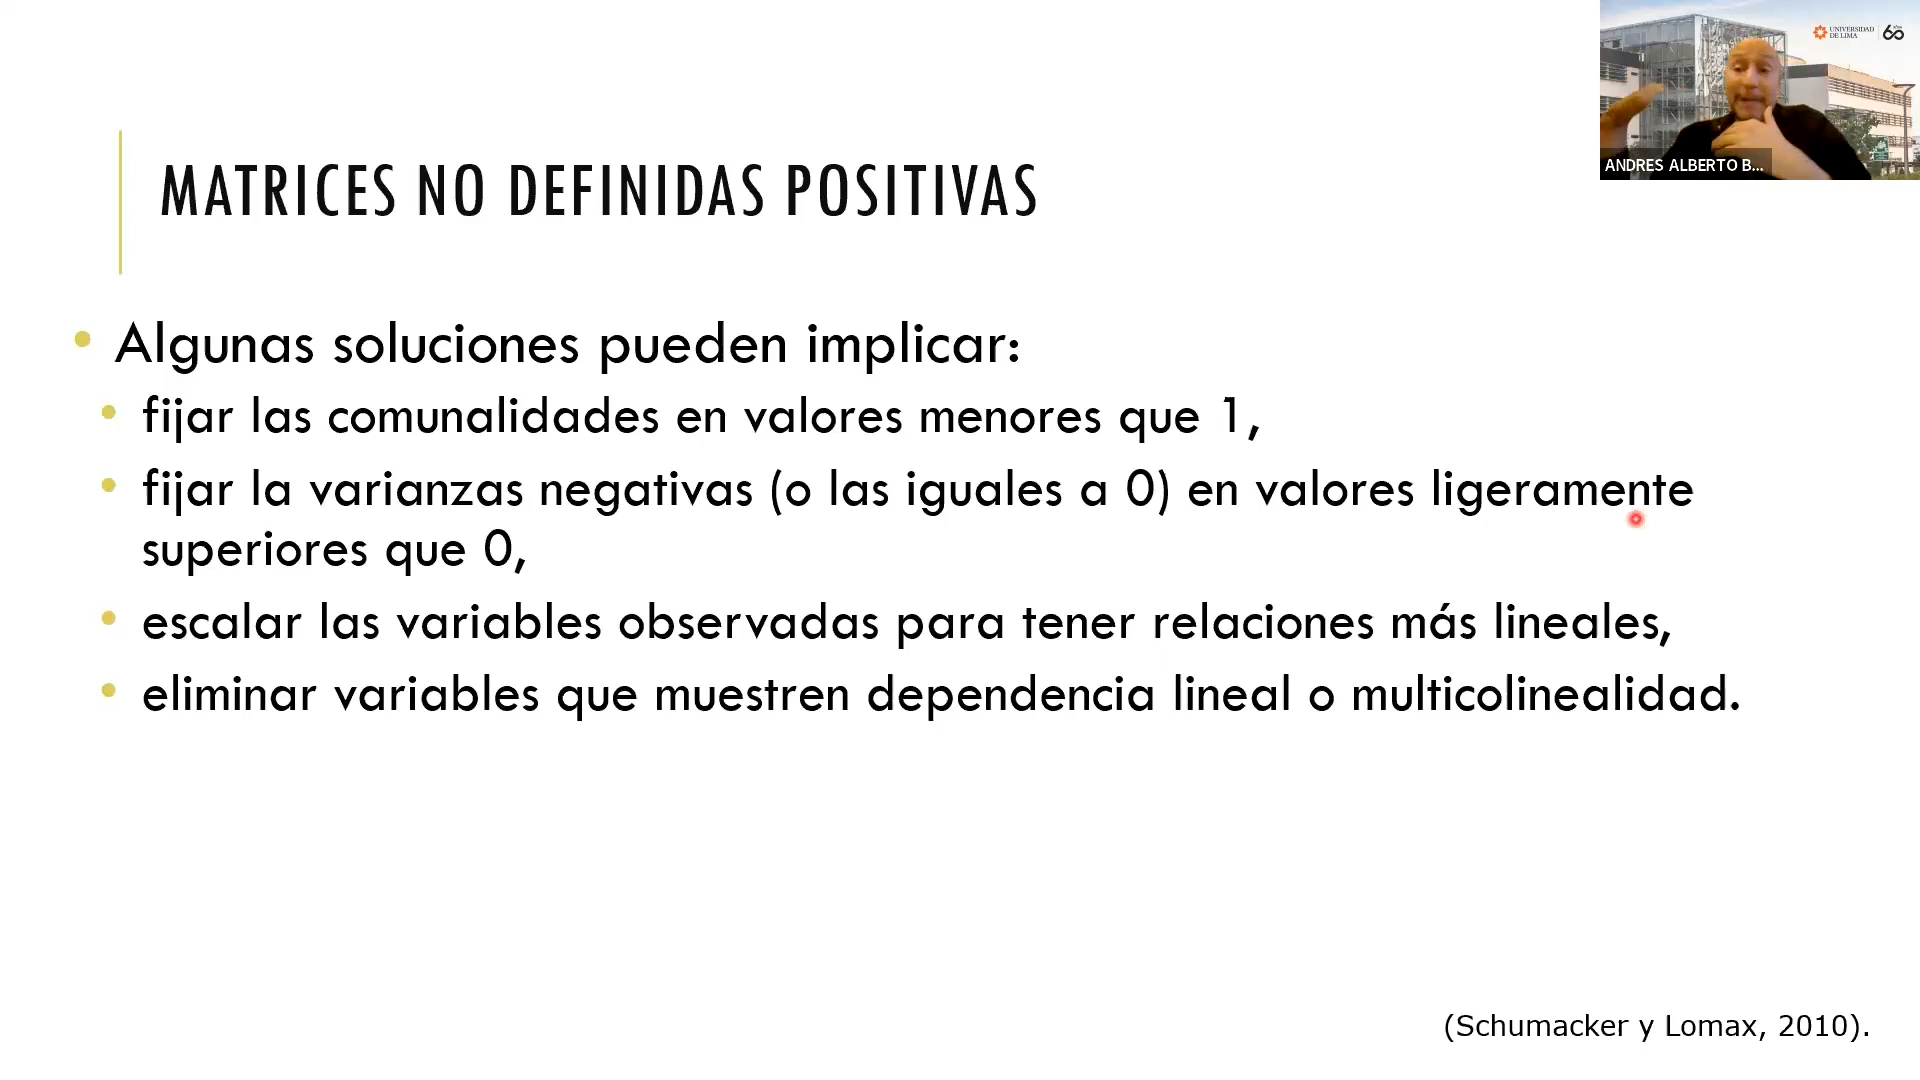 UNIVERSIDAD
DE LIMA
60
ANDRES ALBERTO B...
MATRICES NO DEFINIDAS POSITIVAS
• Algunas soluciones pueden implicar:
• fijar las comunalidades en valores menores que 1,
• fijar la varianzas negativas (o las iguales a 0) en valores ligeramente
superiores que 0,
• escalar las variables observadas para tener relaciones más lineales,
• eliminar variables que muestren dependencia lineal o multicolinealidad.
(Schumacker y Lomax, 2010).